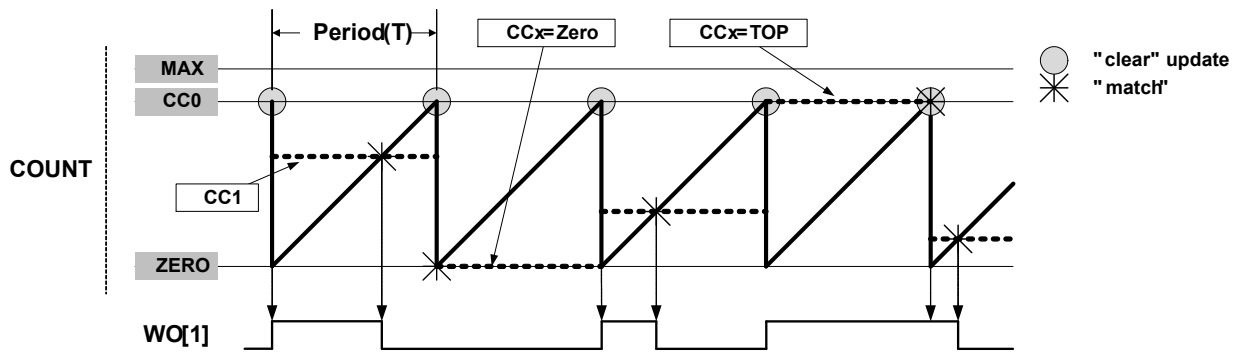 Period(T)
CCx=Zero
CCx=TOP
"clear" update
"match"
MAX
CC0
COUNT
CC1
ZERO
WO[1]